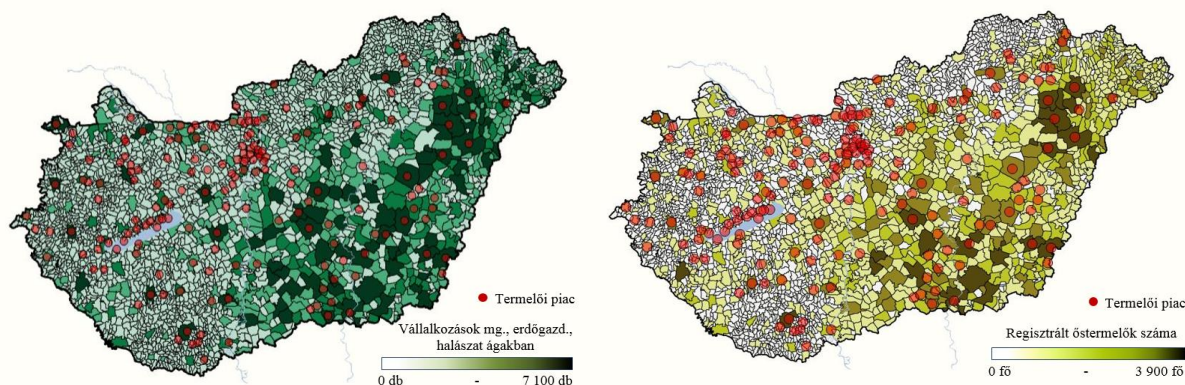 Termelői piac
Vállalkozások mg., erdőgazd.,
halászat ágakban
0 db - 7 100 db
Termelői piac
Regisztrált őstermelők száma
0 fő - 3 900 fő